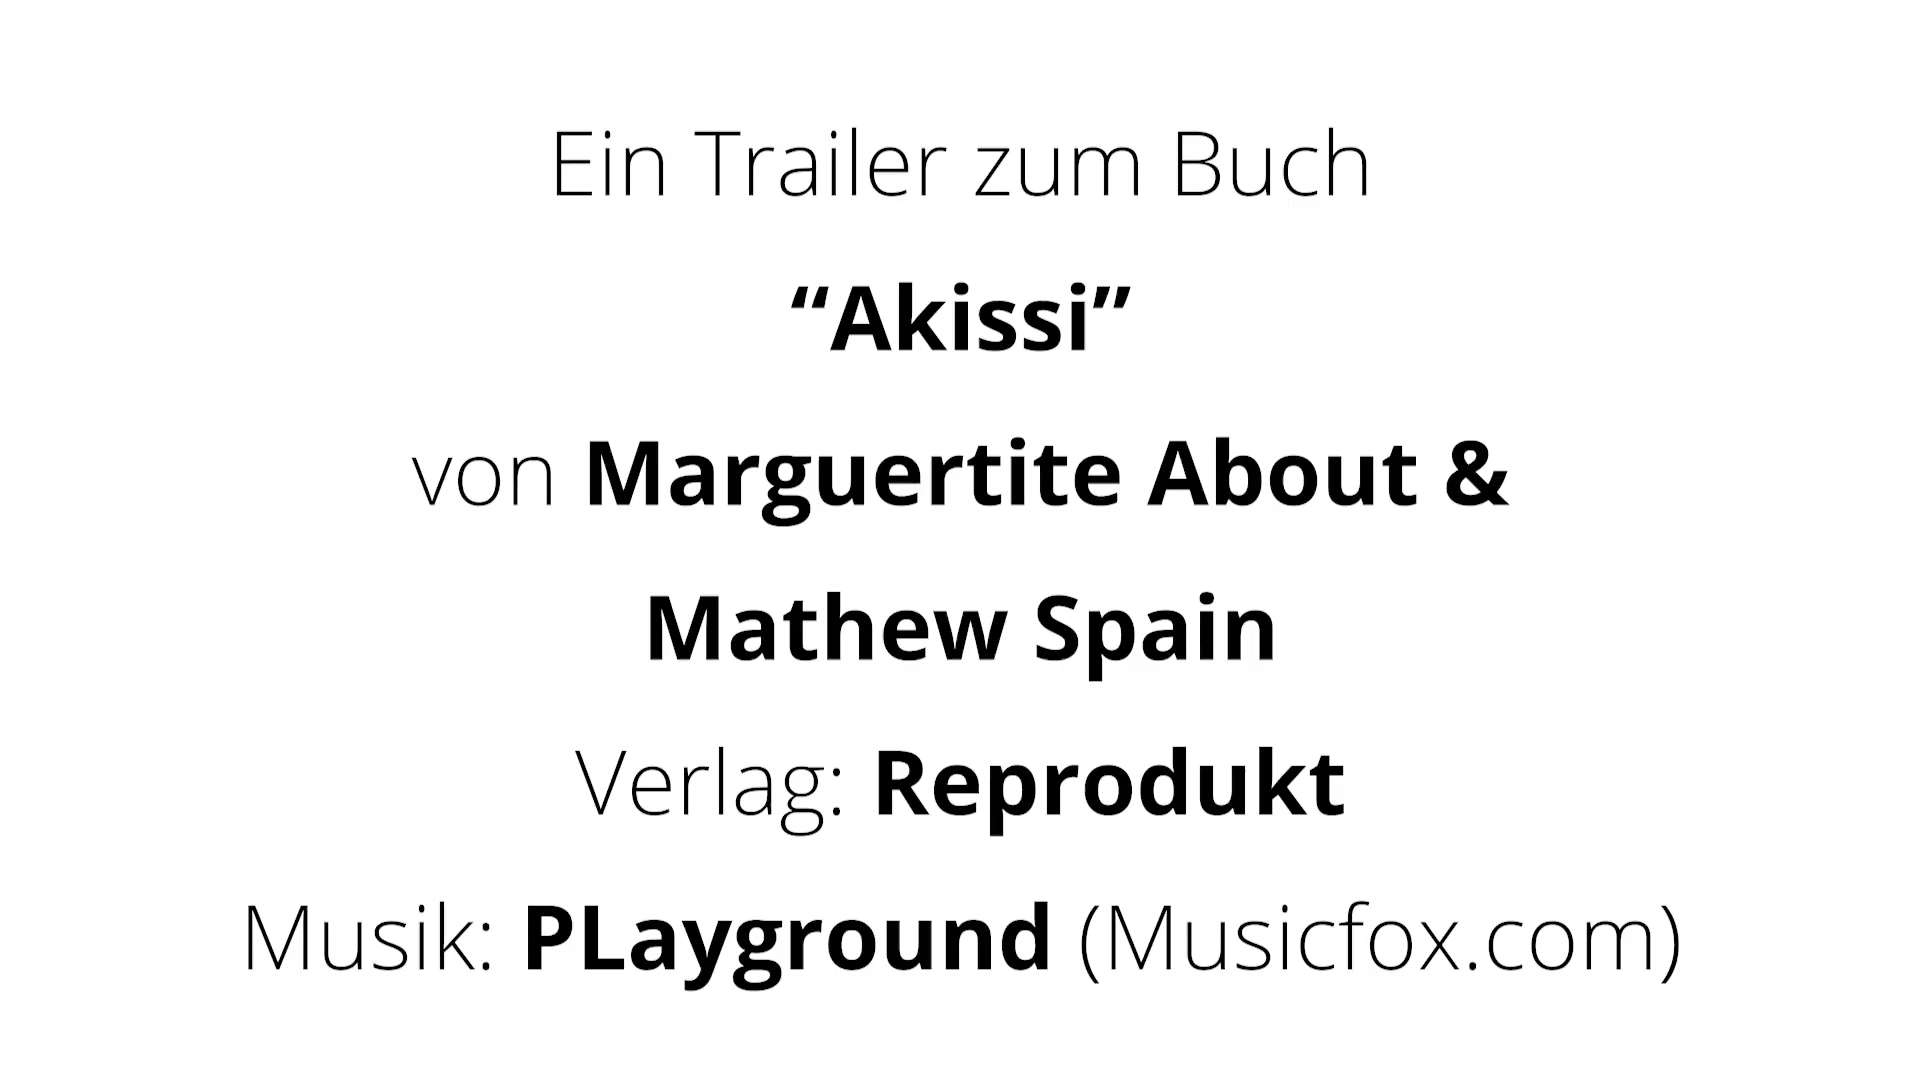 Ein Trailer zum Buch
“Akissi”
von Marguertite About &
Mathew Spain
Verlag: Reprodukt
Musik: PLayground (Musicfox.com)